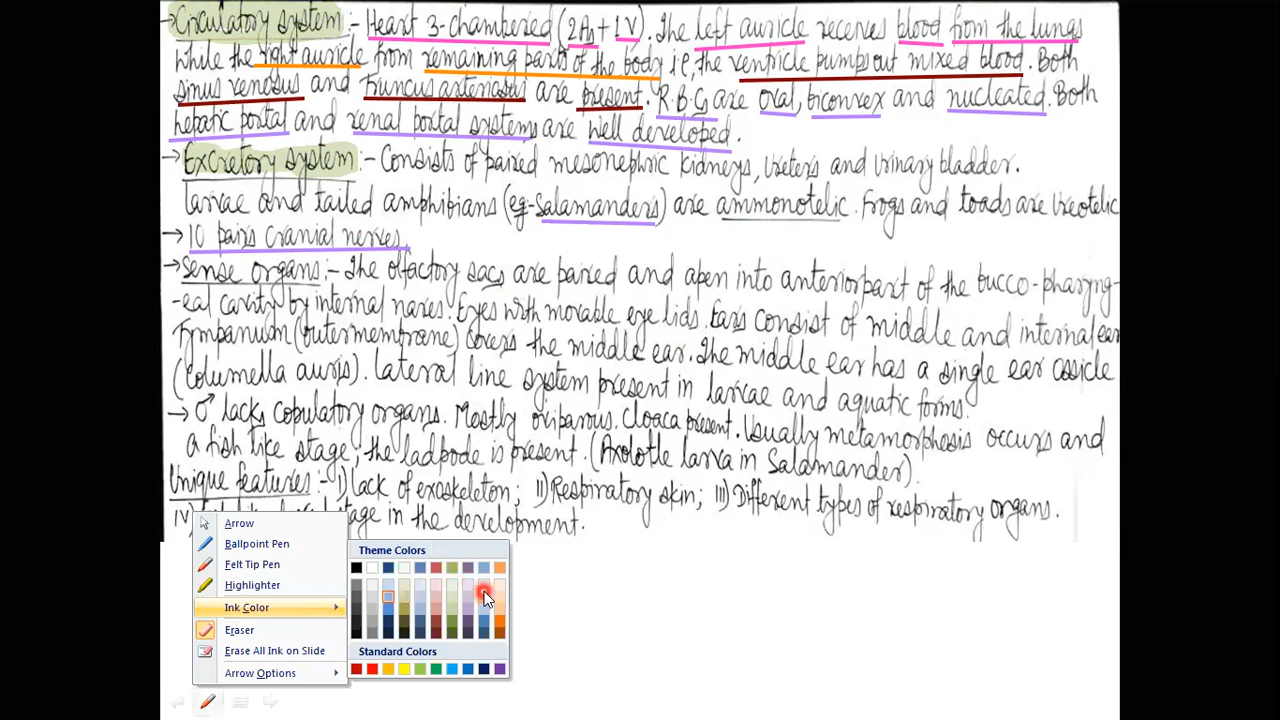 →Circulatory system:- Heart 3-chambered (2As+1V). The left auricle receives blood from the lungs
while the right auricle from remaining parts of the body i.e, the ventricle pumps out mixed blood. Both
sinus venosus and truncus arteriosus are present. R.B.Cs are oval, biconvex and nucleated. Both
hepatic portal and renal portal systems are well developed.
→ Excretory system:- Consists of paired mesonephric kidneys, ureters and urinary bladder.
larvae and tailed amphibians (eg-Salamanders) are ammonotelic. Frogs and toads are ureotelic
→ 10 pairs cranial nerves.
→Sense organs:- The olfactory sacs are paired and open into anterior part of the bucco-pharyng-
-eal cavity by internal nares. Eyes with movable eye lids. Ears consist of middle and internal ear
Tympanum (outermembrane) covers the middle ear. The middle ear has a single ear ossicle
(Columella auris). Lateral line system present in larvae and aquatic forms.
→ ♂ lacks copulatory organs. Mostly oviparous. Cloaca present. Usually metamorphosis occurs and
a fish like stage, the tadpole is present. (Axolotle larva in Salamander).
Unique features:- i) Lack of exoskeleton; ii) Respiratory skin; iii) Different types of respiratory organs.
iv) stage in the development.
Arrow
Ballpoint Pen
Felt Tip Pen
Highlighter
Ink Color
Eraser
Erase All Ink on Slide
Arrow Options
Theme Colors
Standard Colors